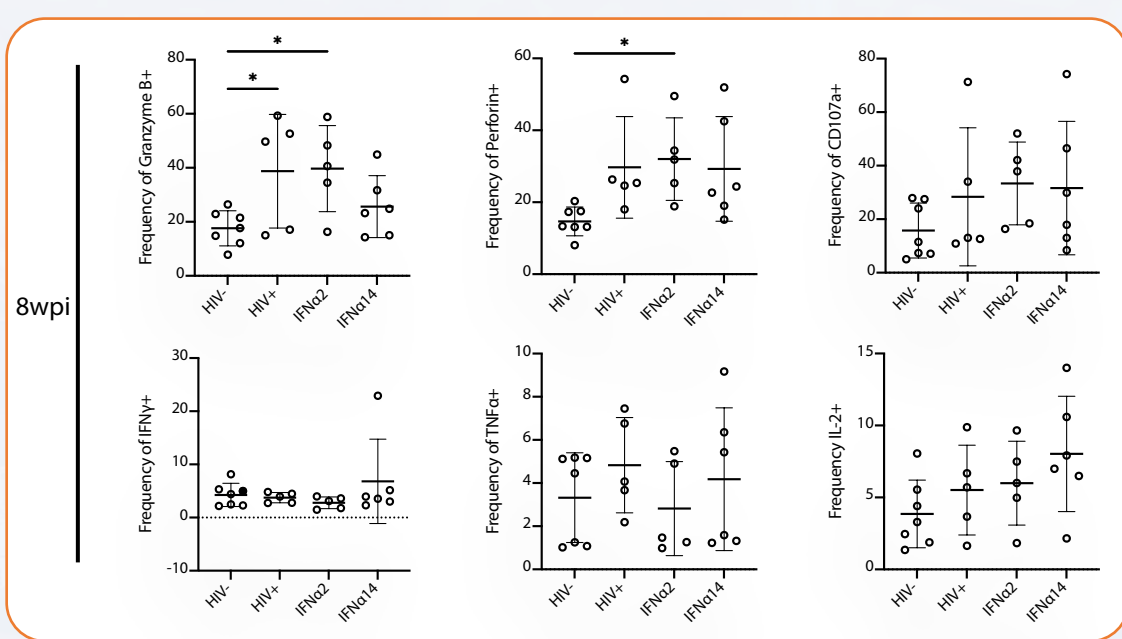 8wpi
Frequency of Granzyme B+
80
60
40
20
0
*
*
HIV-
HIV+
IFNα2
IFNα14
Frequency of Perforin+
60
40
20
0
*
HIV-
HIV+
IFNα2
IFNα14
Frequency of CD107a+
80
60
40
20
0
HIV-
HIV+
IFNα2
IFNα14
Frequency of IFNγ+
30
20
10
0
-10
HIV-
HIV+
IFNα2
IFNα14
Frequency of TNFα+
10
8
6
4
2
0
HIV-
HIV+
IFNα2
IFNα14
Frequency IL-2+
15
10
5
0
HIV-
HIV+
IFNα2
IFNα14